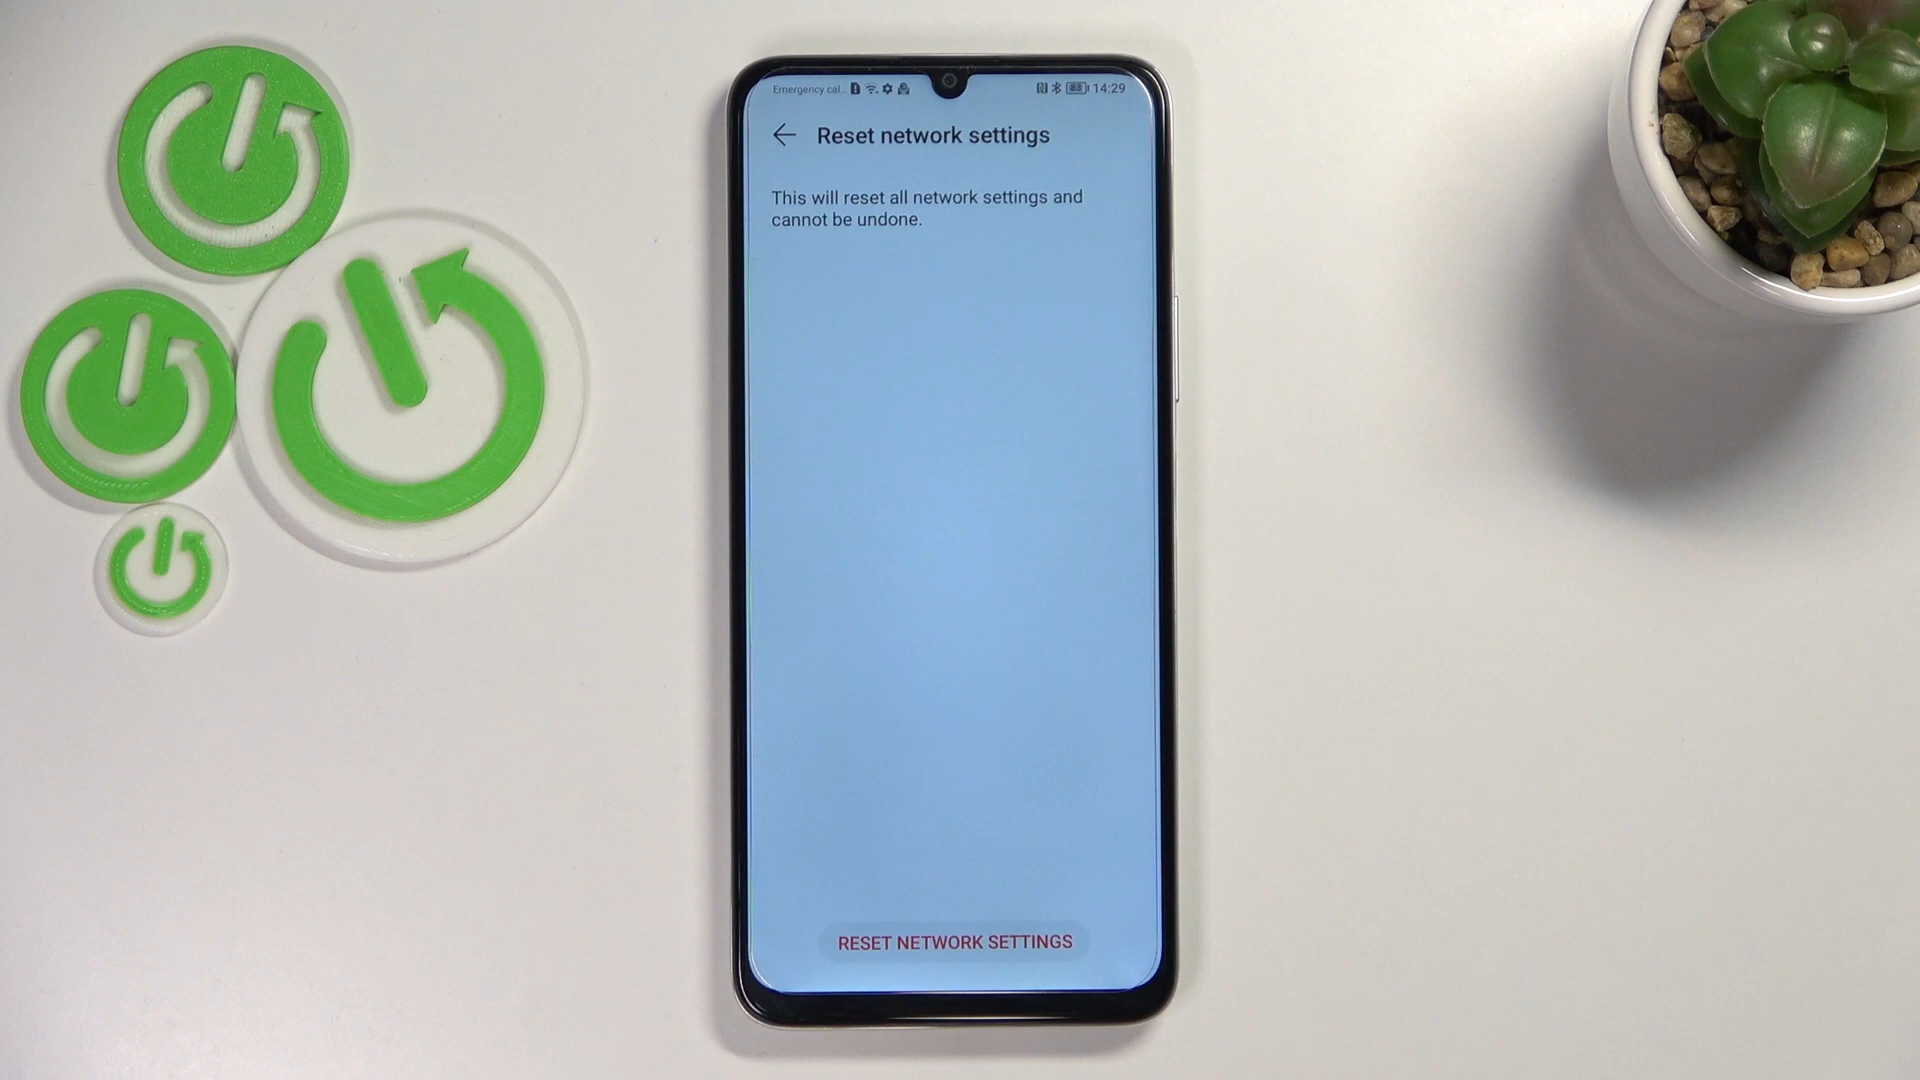 Emergency cal... 83 14:29
Reset network settings
This will reset all network settings and
cannot be undone.
RESET NETWORK SETTINGS